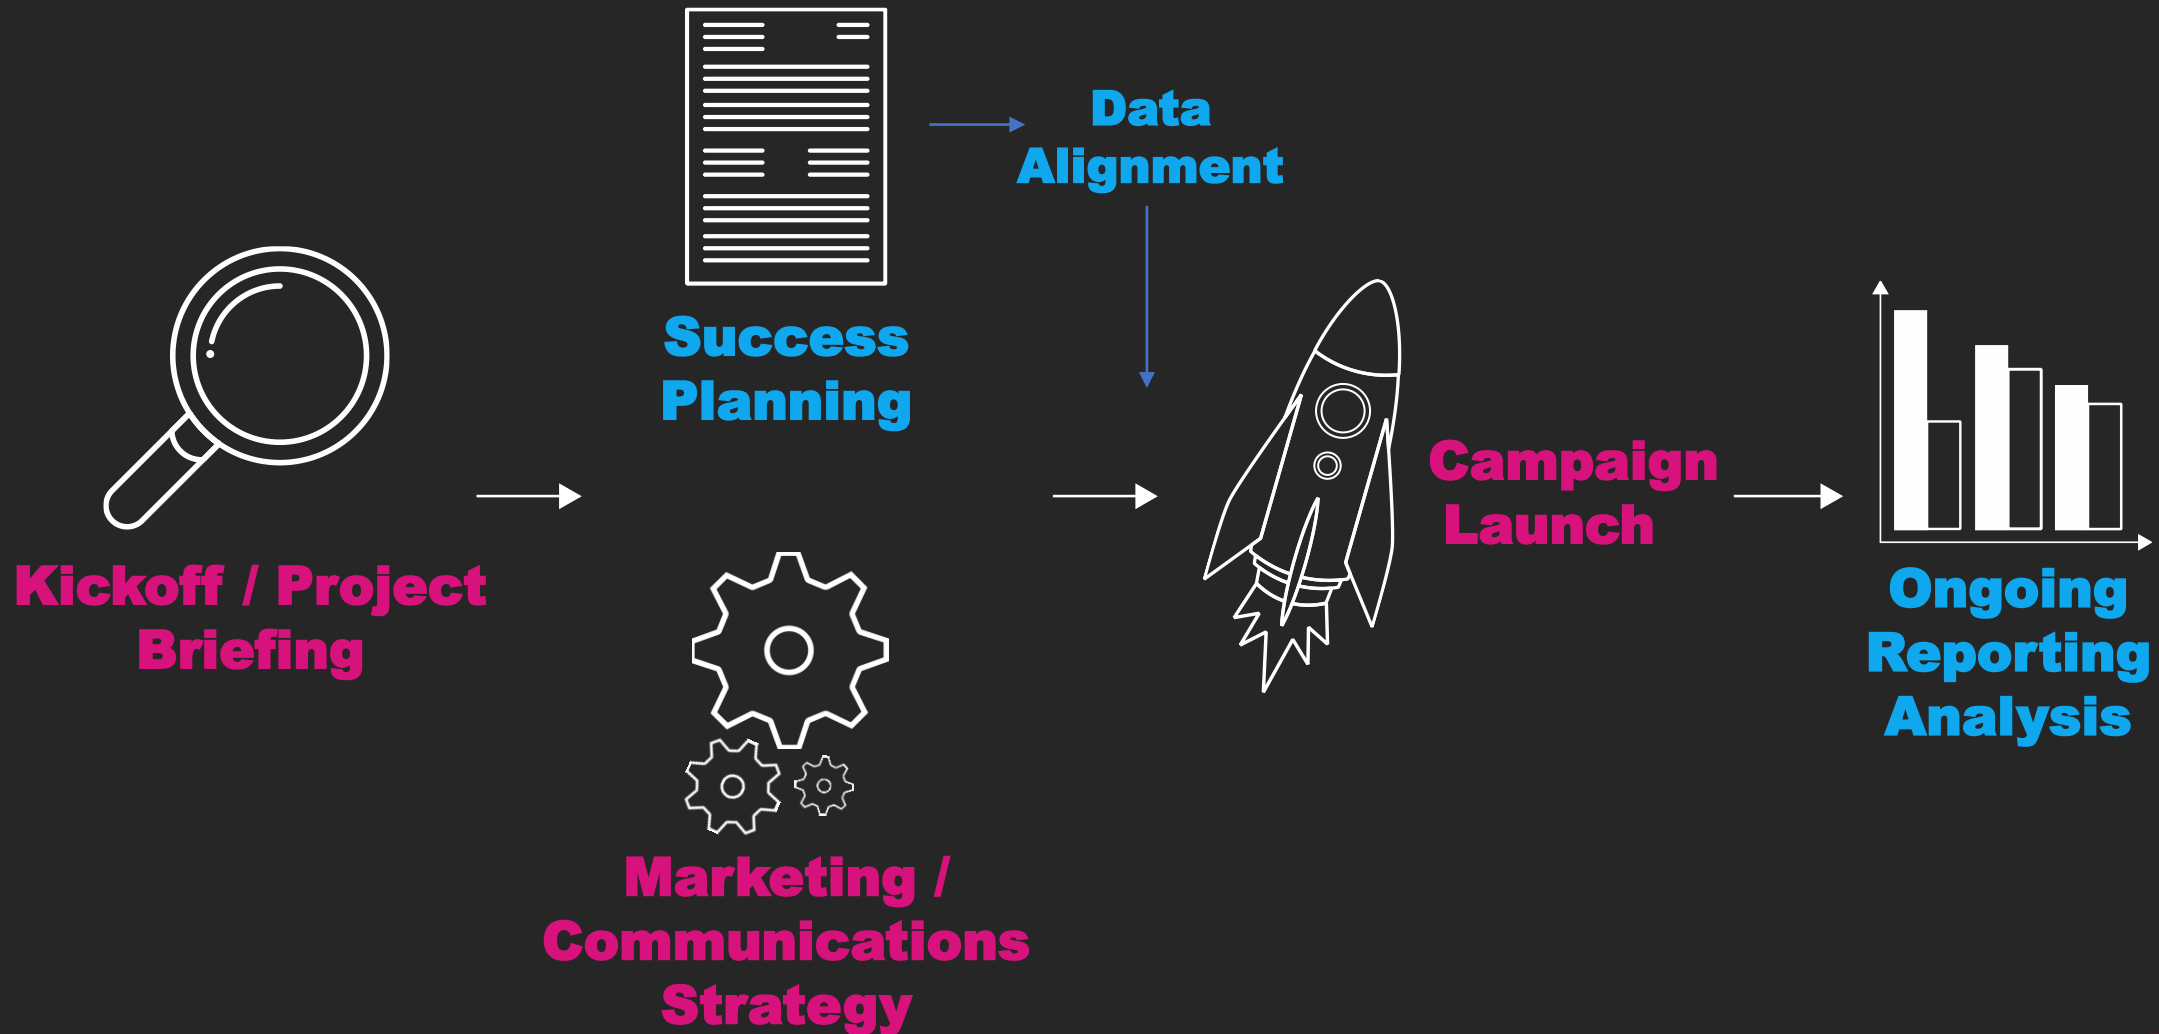 Kickoff / Project
Briefing
Success
Planning
Data
Alignment
Marketing /
Communications
Strategy
Campaign
Launch
Ongoing
Reporting
Analysis